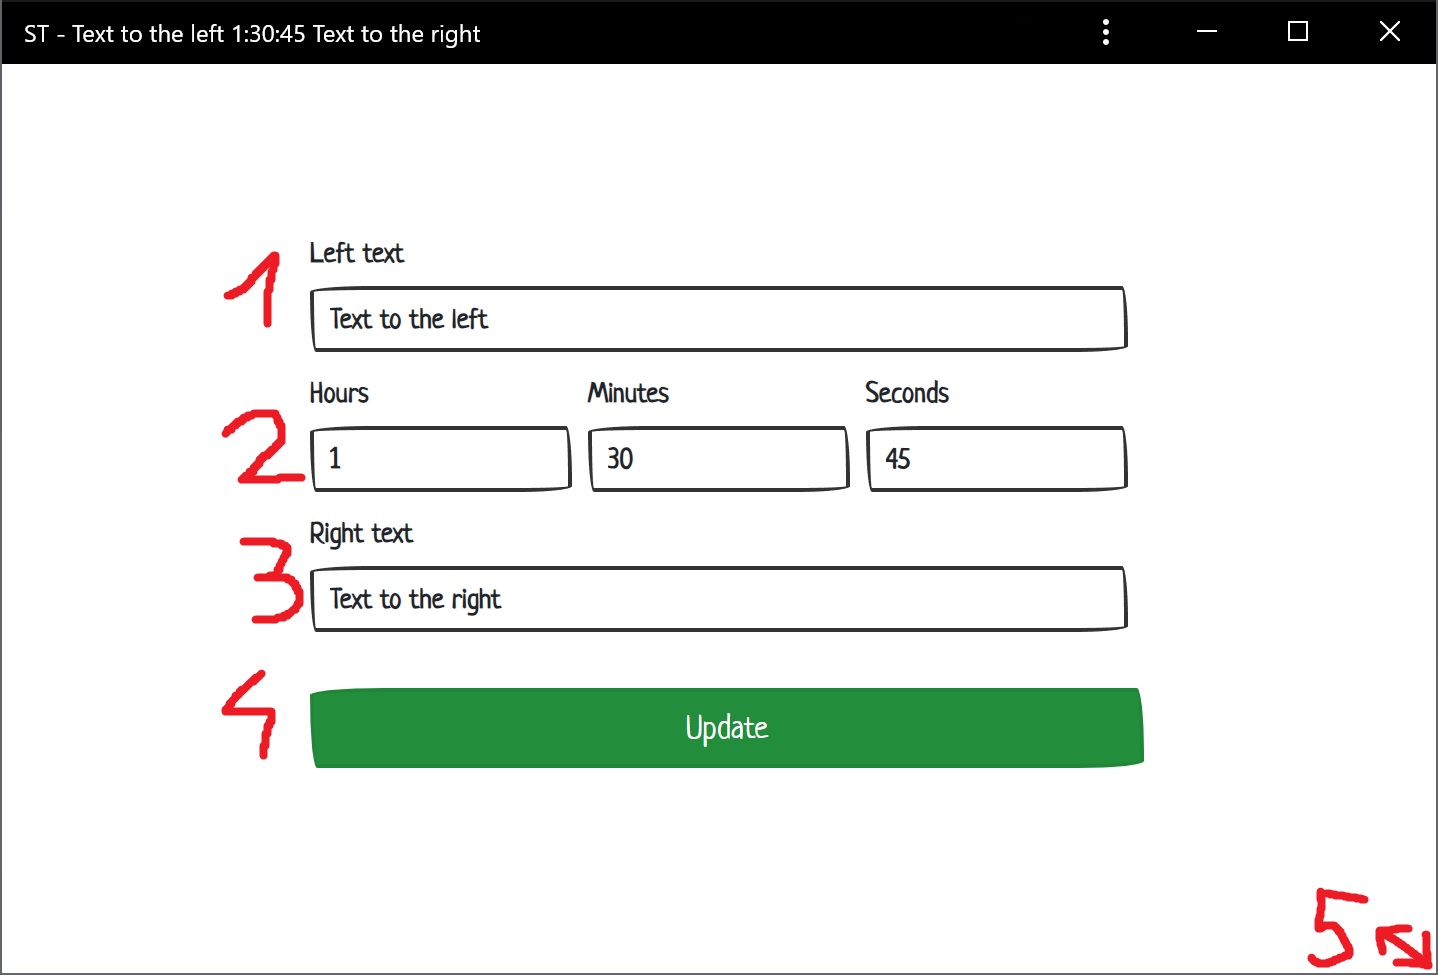 ST - Text to the left 1:30:45 Text to the right
1
Left text
Text to the left
Hours Minutes Seconds
2
1 30 45
Right text
3
Text to the right
4
Update
5